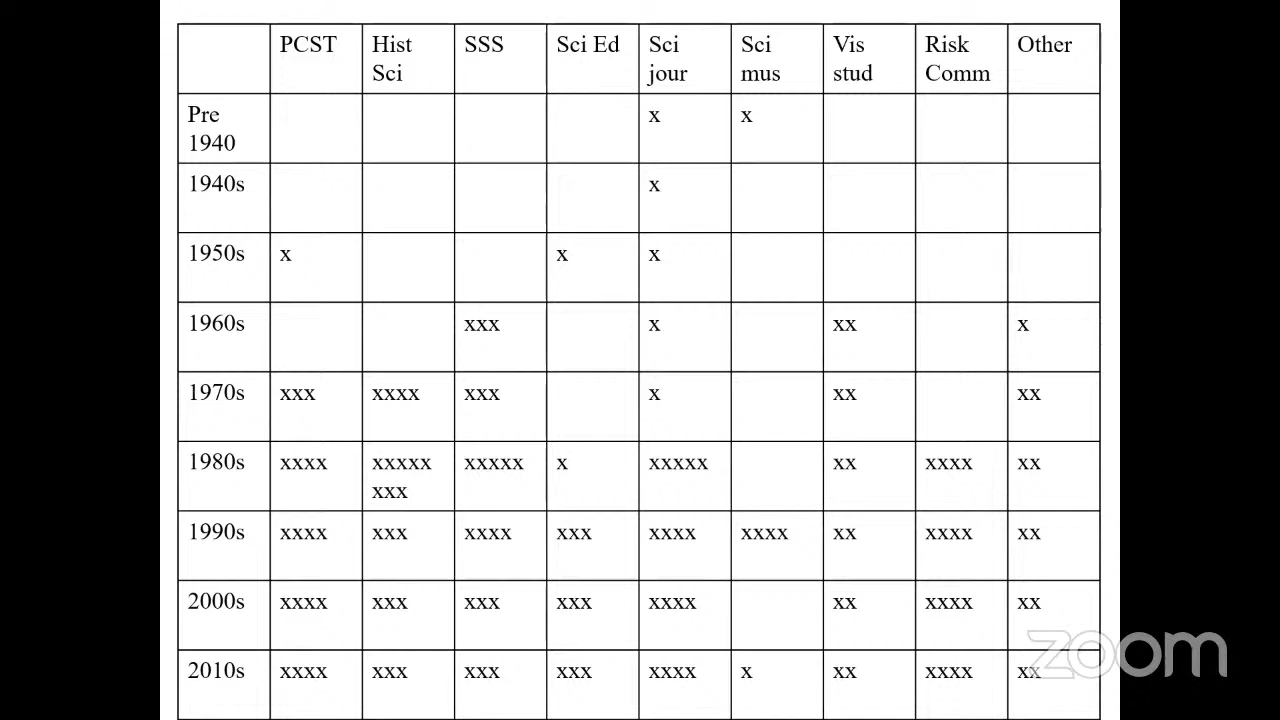 PCST Hist Sci SSS Sci Ed Sci jour Sci mus Vis stud Risk Comm Other
Pre 1940 x x
1940s x
1950s x x x
1960s xxx x xx x
1970s xxx xxxx xxx x xx xx
1980s xxxx xxxxx xxx xxxxx x xxxxx xx xxxx xx
1990s xxxx xxx xxxx xxx xxxx xxxx xx xxxx xx
2000s xxxx xxx xxx xxx xxxx xx xxxx xx
2010s xxxx xxx xxx xxx xxxx x xx xxxx xx
zoom